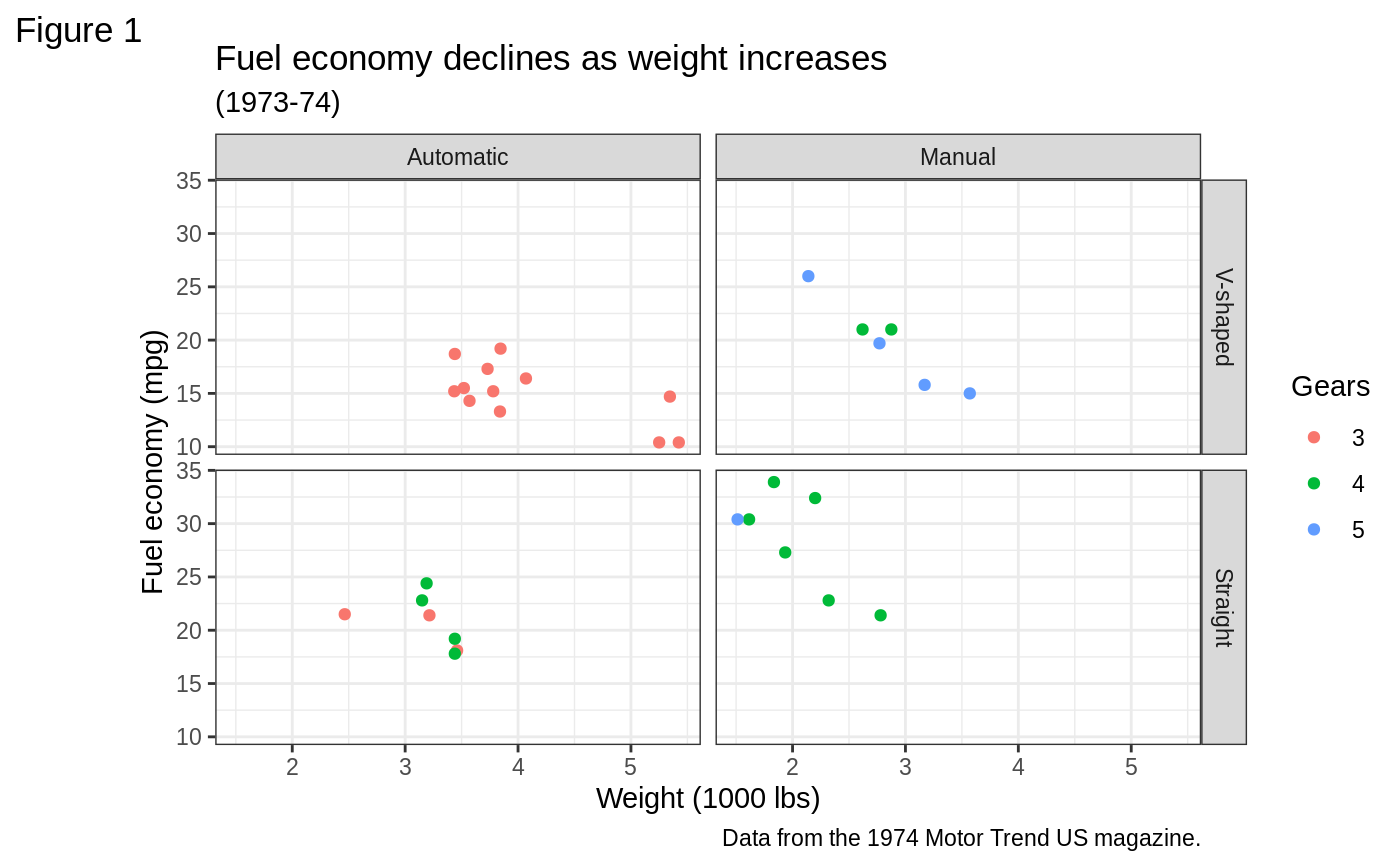 Figure 1
Fuel economy declines as weight increases
(1973-74)
Automatic
Manual
35
30
25
20
15
10
V-shaped
Fuel economy (mpg)
35
30
25
20
15
10
Straight
2 3 4 5
2 3 4 5
Weight (1000 lbs)
Gears
3
4
5
Data from the 1974 Motor Trend US magazine.